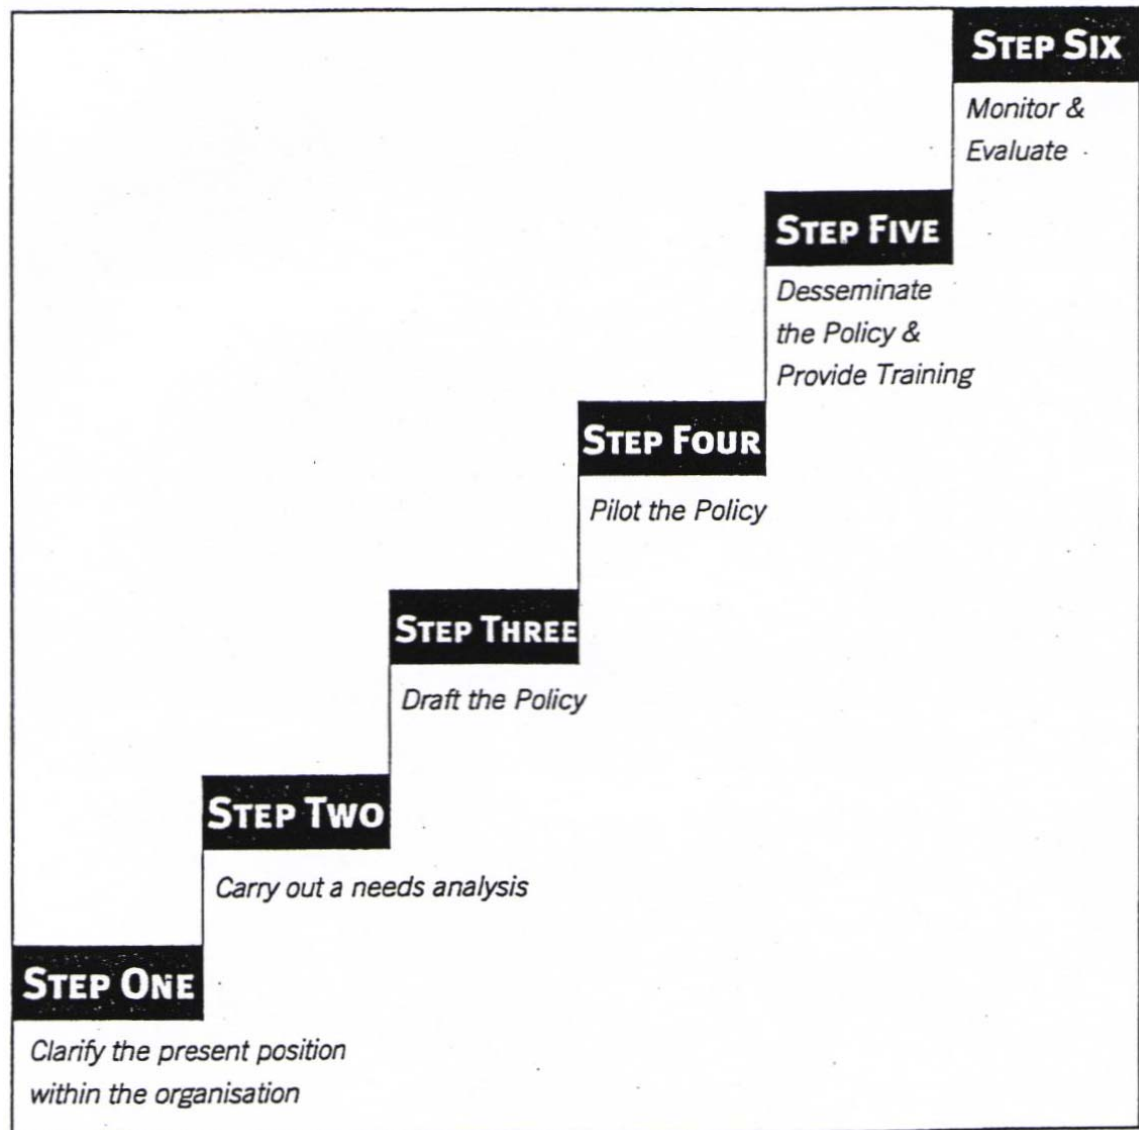 STEP SIX
Monitor &
Evaluate
STEP FIVE
Desseminate
the Policy &
Provide Training
STEP FOUR
Pilot the Policy
STEP THREE
Draft the Policy
STEP TWO
Carry out a needs analysis
STEP ONE
Clarify the present position
within the organisation